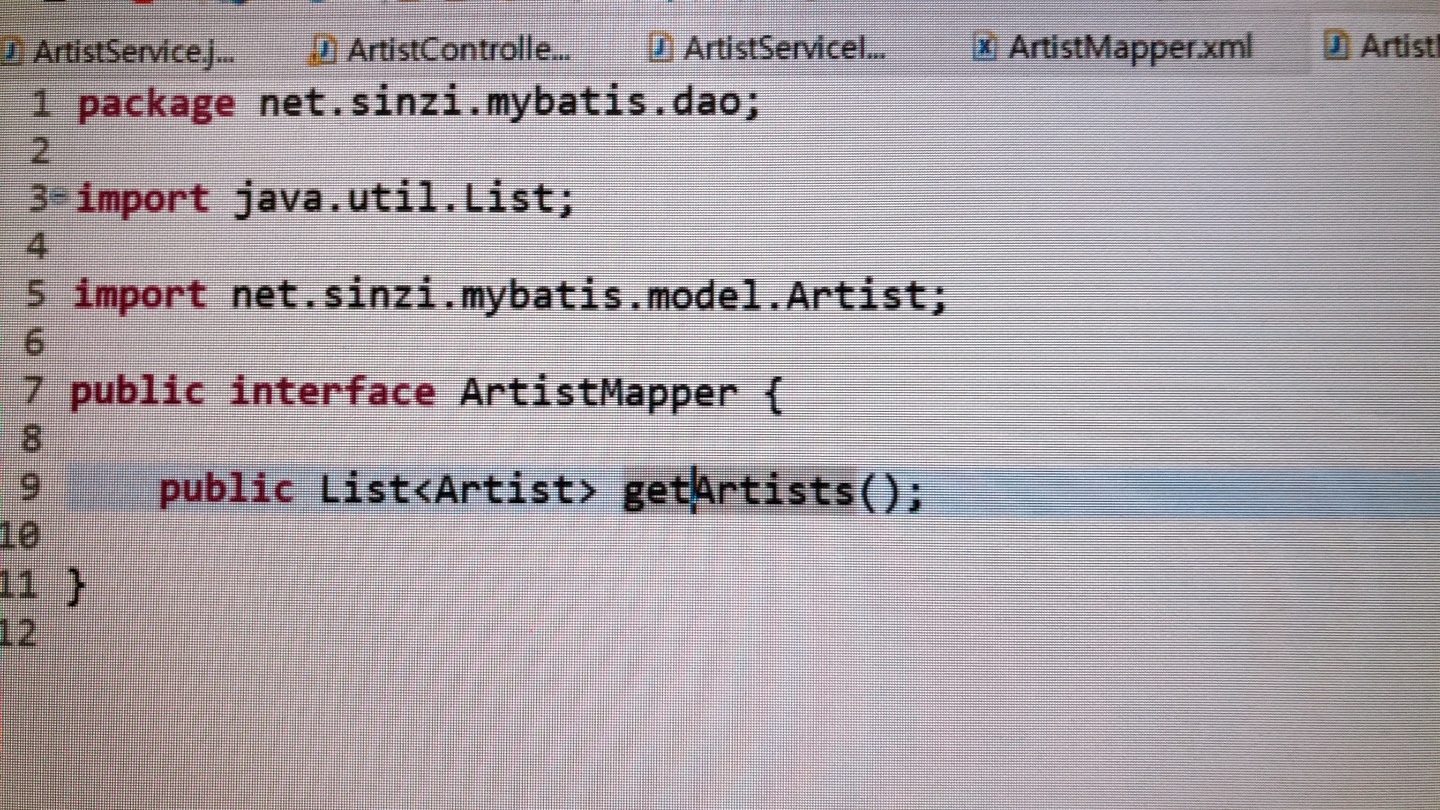 ArtistService.j... ArtistControlle... ArtistServiceI... ArtistMapper.xml
1 package net.sinzi.mybatis.dao;
2
3 import java.util.List;
4
5 import net.sinzi.mybatis.model.Artist;
6
7 public interface ArtistMapper {
8
9 public List<Artist> getArtists();
10
11 }
12